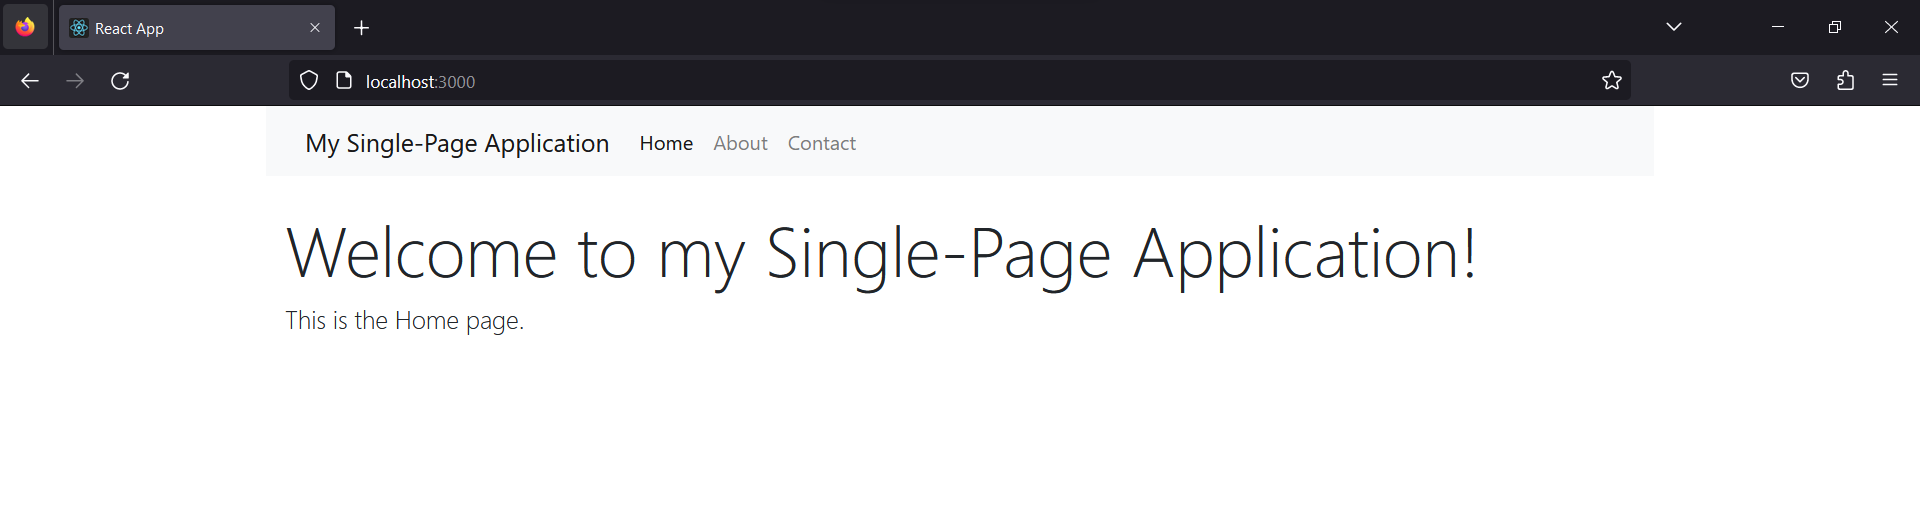 React App
localhost:3000
My Single-Page Application Home About Contact
Welcome to my Single-Page Application!
This is the Home page.